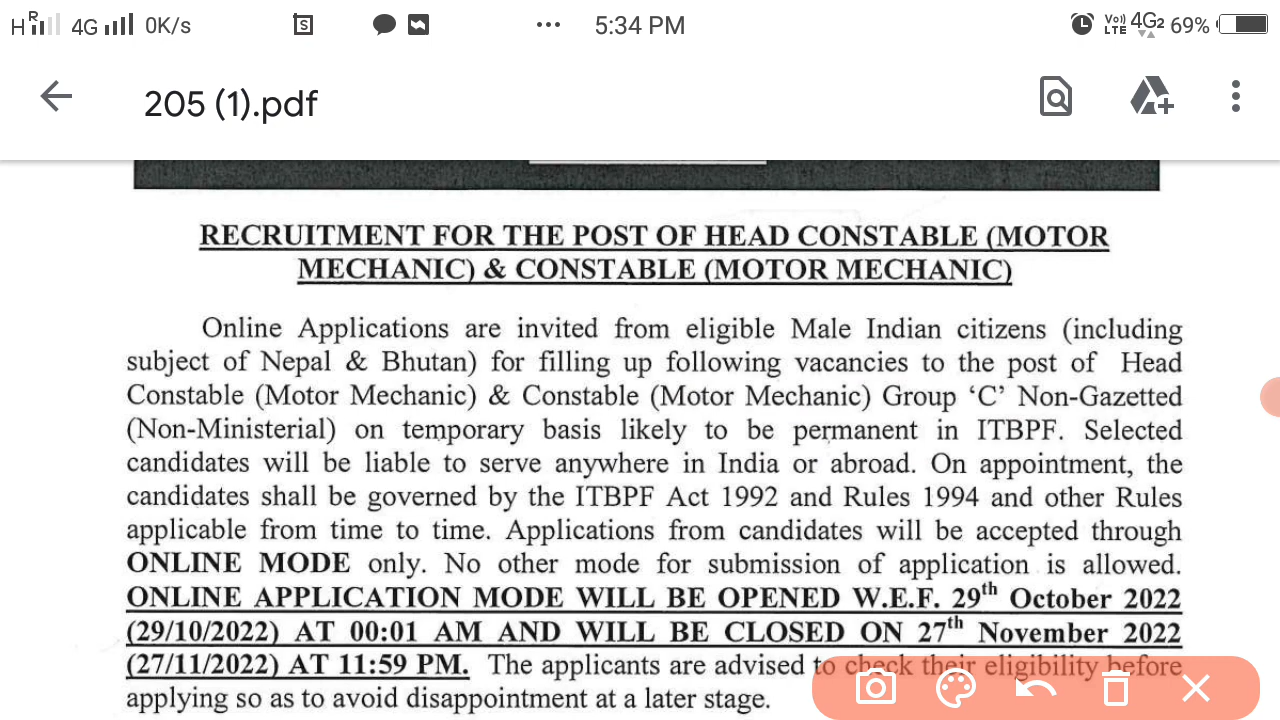 HR 4G 0K/s S ... 5:34 PM Vo)) LTE 4G2 69%
205 (1).pdf
RECRUITMENT FOR THE POST OF HEAD CONSTABLE (MOTOR
MECHANIC) & CONSTABLE (MOTOR MECHANIC)
Online Applications are invited from eligible Male Indian citizens (including
subject of Nepal & Bhutan) for filling up following vacancies to the post of Head
Constable (Motor Mechanic) & Constable (Motor Mechanic) Group ‘C’ Non-Gazetted
(Non-Ministerial) on temporary basis likely to be permanent in ITBPF. Selected
candidates will be liable to serve anywhere in India or abroad. On appointment, the
candidates shall be governed by the ITBPF Act 1992 and Rules 1994 and other Rules
applicable from time to time. Applications from candidates will be accepted through
ONLINE MODE only. No other mode for submission of application is allowed.
ONLINE APPLICATION MODE WILL BE OPENED W.E.F. 29th October 2022
(29/10/2022) AT 00:01 AM AND WILL BE CLOSED ON 27th November 2022
(27/11/2022) AT 11:59 PM. The applicants are advised to check their eligibility before
applying so as to avoid disappointment at a later stage.